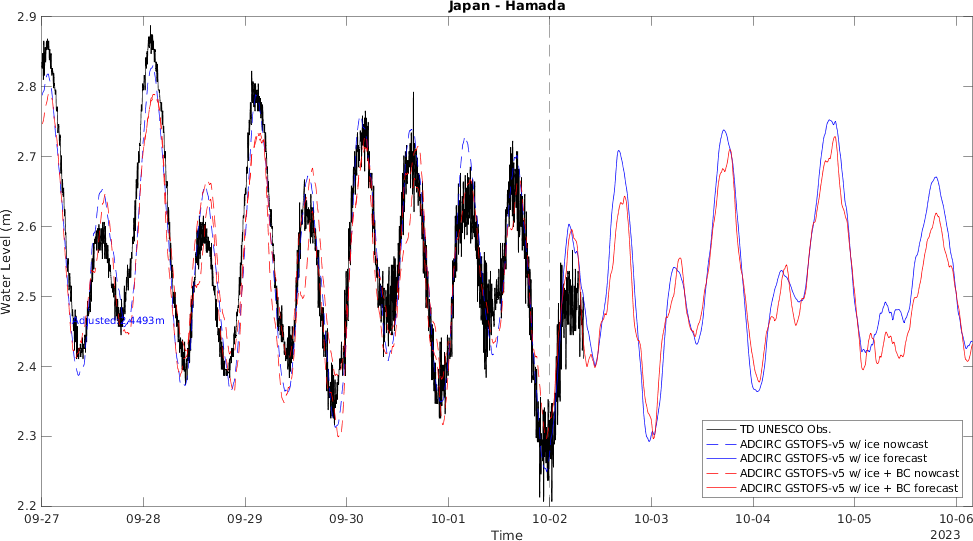 Japan - Hamada
Water Level (m)
2.9
2.8
2.7
2.6
2.5
2.4
2.3
2.2
Adjusted 2.4493m
TD UNESCO Obs.
ADCIRC GSTOFS-v5 w/ ice nowcast
ADCIRC GSTOFS-v5 w/ ice forecast
ADCIRC GSTOFS-v5 w/ ice + BC nowcast
ADCIRC GSTOFS-v5 w/ ice + BC forecast
09-27 09-28 09-29 09-30 10-01 10-02 10-03 10-04 10-05 10-06
Time
2023